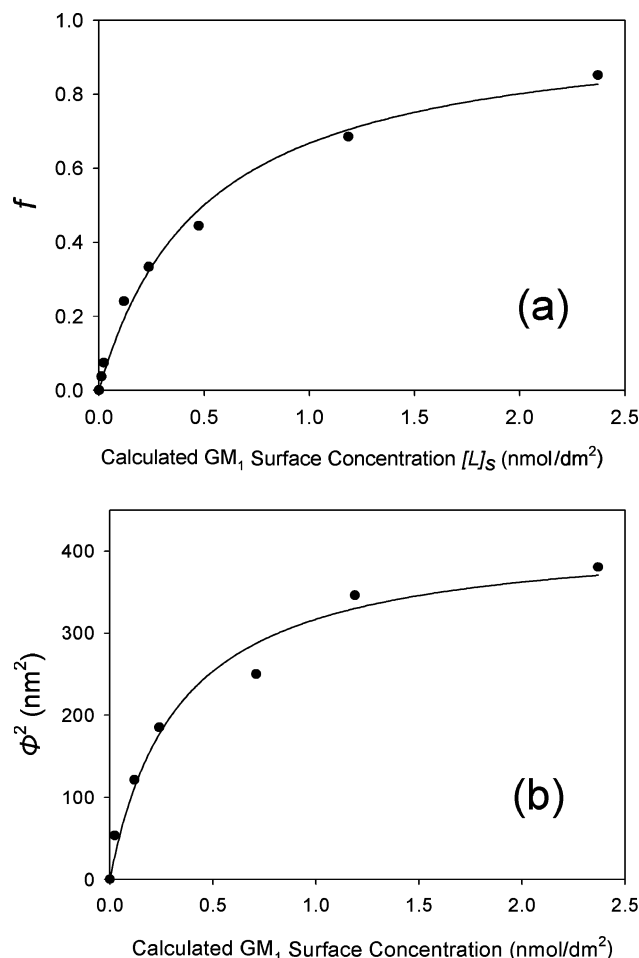 1.0
0.8
0.6
f
0.4
(a)
0.2
0.0
0.0 0.5 1.0 1.5 2.0 2.5
Calculated GM₁ Surface Concentration [L]S (nmol/dm²)
400
300
Φ² (nm²)
200
100
(b)
0
0.0 0.5 1.0 1.5 2.0 2.5
Calculated GM₁ Surface Concentration (nmol/dm²)